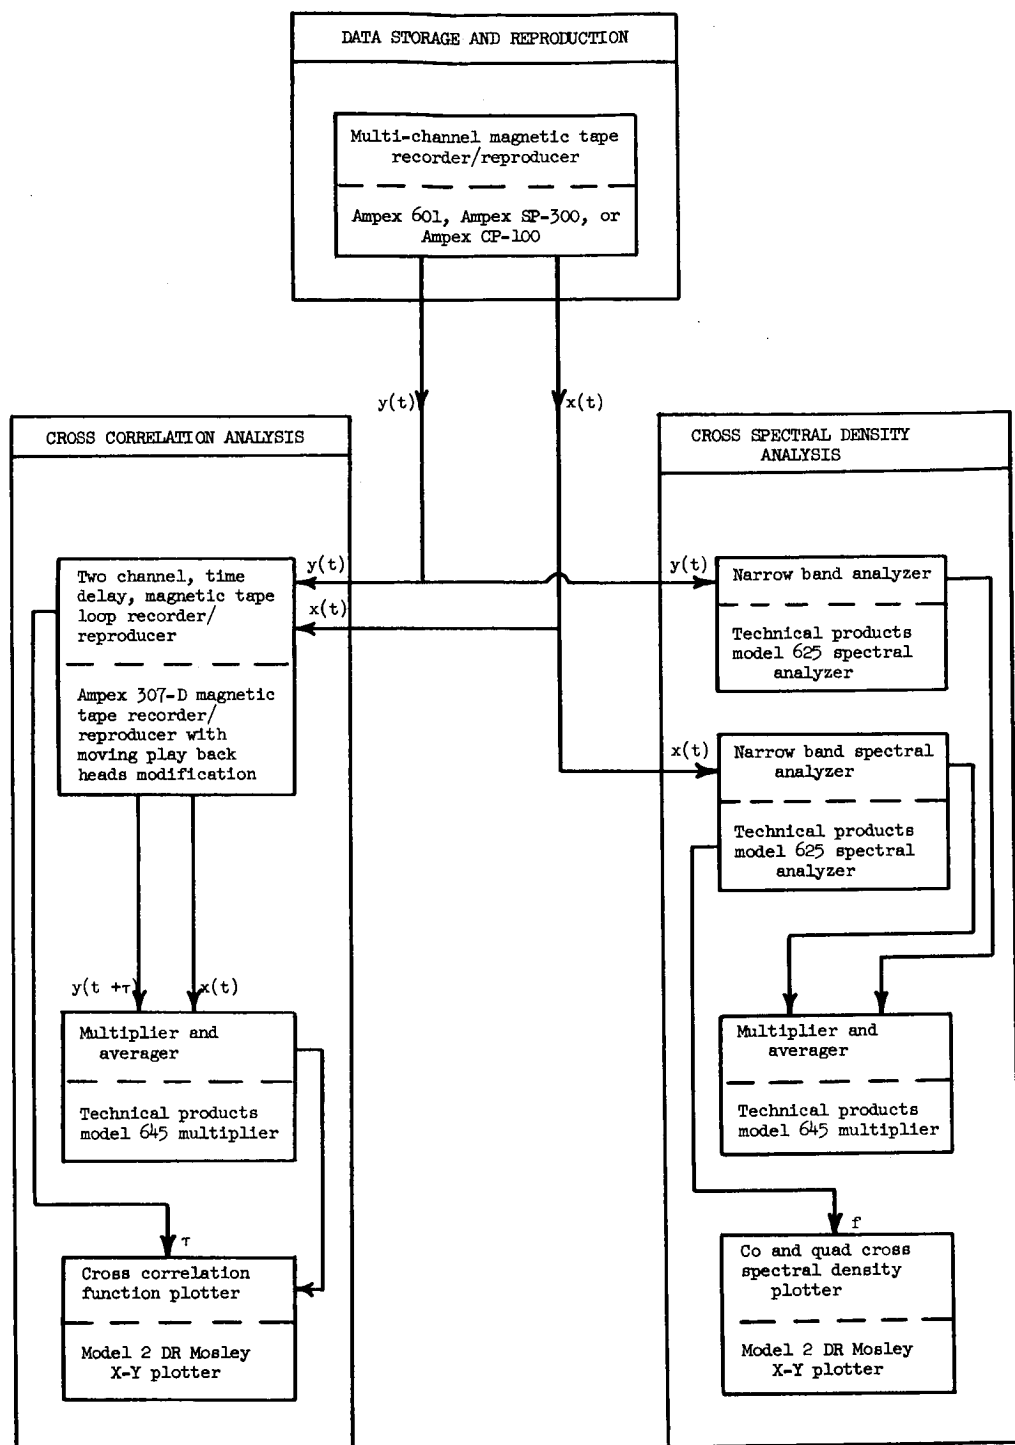 DATA STORAGE AND REPRODUCTION
Multi-channel magnetic tape
recorder/reproducer
Ampex 601, Ampex SP-300, or
Ampex CP-100
y(t)
x(t)
CROSS CORRELATION ANALYSIS
Two channel, time
delay, magnetic tape
loop recorder/
reproducer
Ampex 307-D magnetic
tape recorder/
reproducer with
moving play back
heads modification
y(t)
x(t)
y(t +τ)
x(t)
Multiplier and
averager
Technical products
model 645 multiplier
τ
Cross correlation
function plotter
Model 2 DR Mosley
X-Y plotter
CROSS SPECTRAL DENSITY
ANALYSIS
y(t)
Narrow band analyzer
Technical products
model 625 spectral
analyzer
x(t)
Narrow band spectral
analyzer
Technical products
model 625 spectral
analyzer
Multiplier and
averager
Technical products
model 645 multiplier
f
Co and quad cross
spectral density
plotter
Model 2 DR Mosley
X-Y plotter